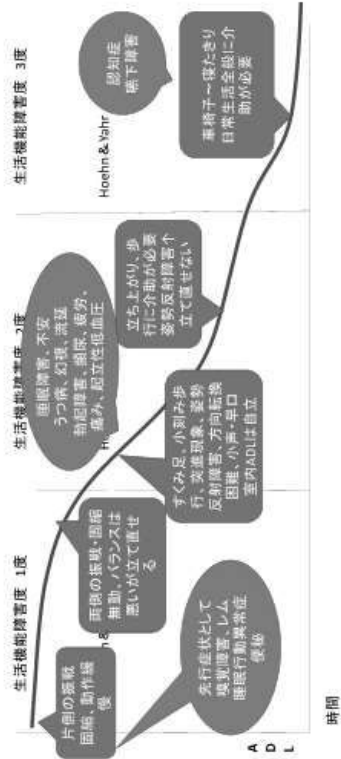 生活機能障害度 1度
生活機能障害度 2度
生活機能障害度 3度
Hoehn & Yahr
片側の振戦
固縮、動作緩
慢
両側の振戦・固縮
無動、バランスは
悪いが立て直せ
る
先行症状として
嗅覚障害、レム
睡眠行動異常症
便秘
睡眠障害、不安
うつ病、幻視、流涎
勃起障害、頻尿、疲労、
痛み、起立性低血圧
すくみ足。小刻み歩
行、突進現象、姿勢
反射障害、方向転換
困難、小声・早口
室内ADLは自立
立ち上がり、歩
行に介助が必要
姿勢反射障害个
立て直せない
認知症
嚥下障害
車椅子~寝たきり
日常生活全般に介
助が必要
A
D
L
時間